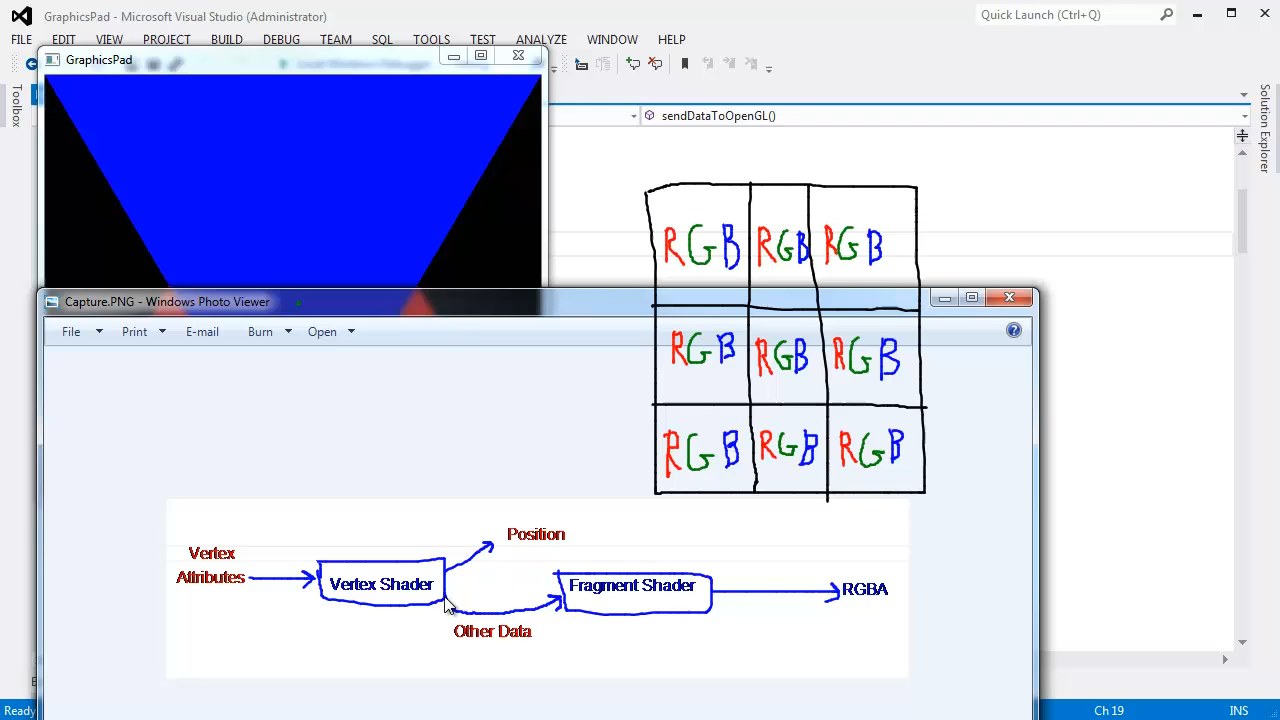 GraphicsPad - Microsoft Visual Studio (Administrator)
Quick Launch (Ctrl+Q)
FILE EDIT VIEW PROJECT BUILD DEBUG TEAM SQL TOOLS TEST ANALYZE WINDOW HELP
GraphicsPad
Toolbox
Solution Explorer
sendDataToOpenGL()
RGB RGB RGB
Capture.PNG - Windows Photo Viewer
File Print E-mail Burn Open
RGB RGB RGB
RGB RGB RGB
Position
Vertex
Attributes
Vertex Shader
Fragment Shader
RGBA
Other Data
Ready
Ch 19
INS